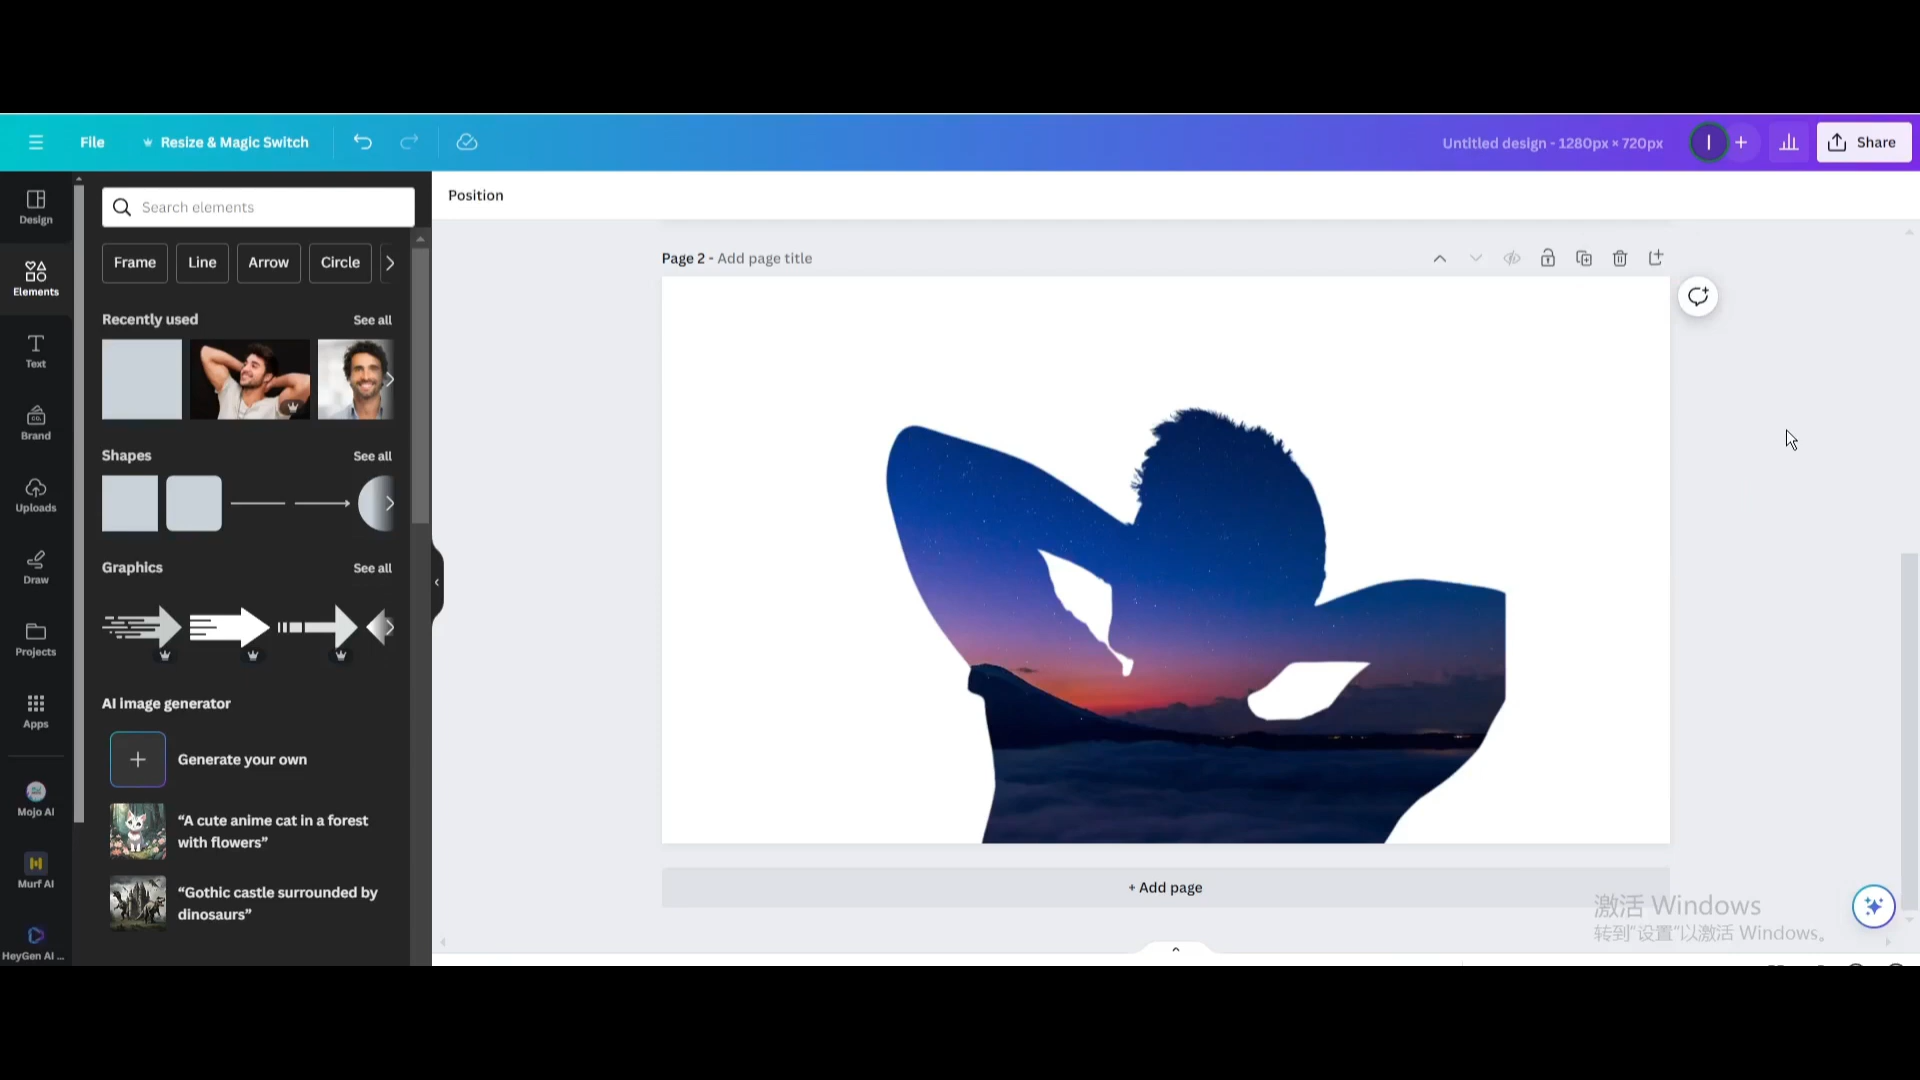 File
Resize & Magic Switch
Untitled design - 1280px × 720px
I
Share
Design
Elements
Text
Brand
CO.
Uploads
Draw
Projects
Apps
Mojo AI
Murf AI
HeyGen AI ...
Search elements
Frame
Line
Arrow
Circle
Recently used
See all
Shapes
See all
Graphics
See all
AI image generator
Generate your own
“A cute anime cat in a forest
with flowers”
“Gothic castle surrounded by
dinosaurs”
Position
Page 2 - Add page title
+ Add page
激活 Windows
转到“设置”以激活 Windows。